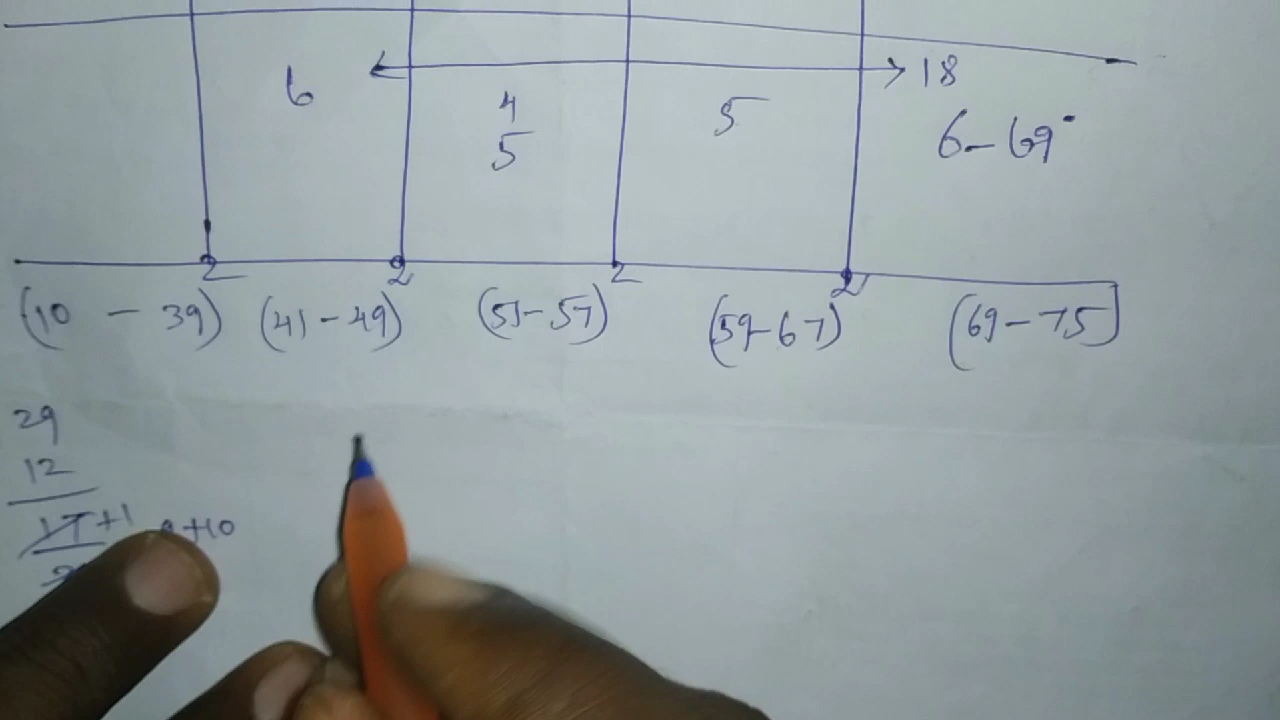 18
6 4 5 6-69
5
2 2 2 2
(10 - 39) (41-49) (51-57) (59-67) (69-75)
29
12
17+1 +10